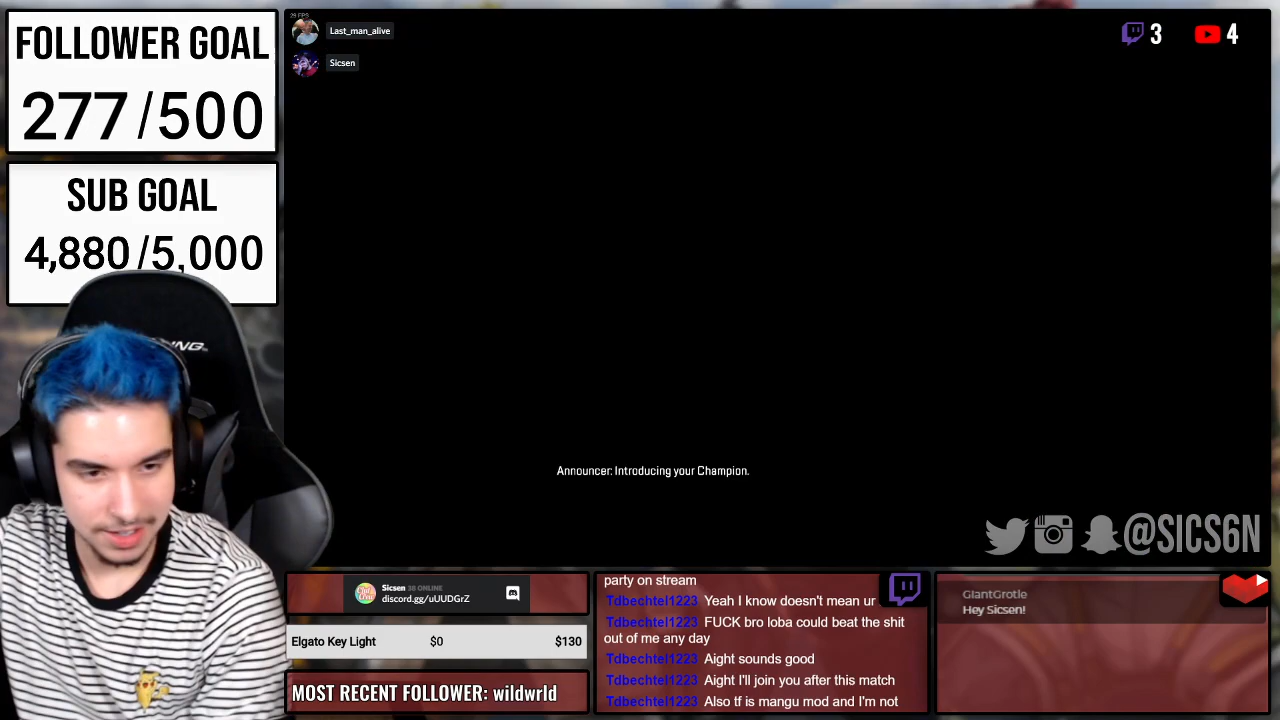 FOLLOWER GOAL
277/500
SUB GOAL
4,880/5,000
29 FPS
Last_man_alive
Sicsen
3
4
Announcer: Introducing your Champion.
@SICS6N
Sicsen 38 ONLINE
discord.gg/uUUDGrZ
Elgato Key Light $0 $130
MOST RECENT FOLLOWER: wildwrld
party on stream
Tdbechtel1223 Yeah I know doesn't mean ur
Tdbechtel1223 FUCK bro loba could beat the shit
out of me any day
Tdbechtel1223 Aight sounds good
Tdbechtel1223 Aight I'll join you after this match
Tdbechtel1223 Also tf is mangu mod and I'm not
GIantGrotle
Hey Sicsen!